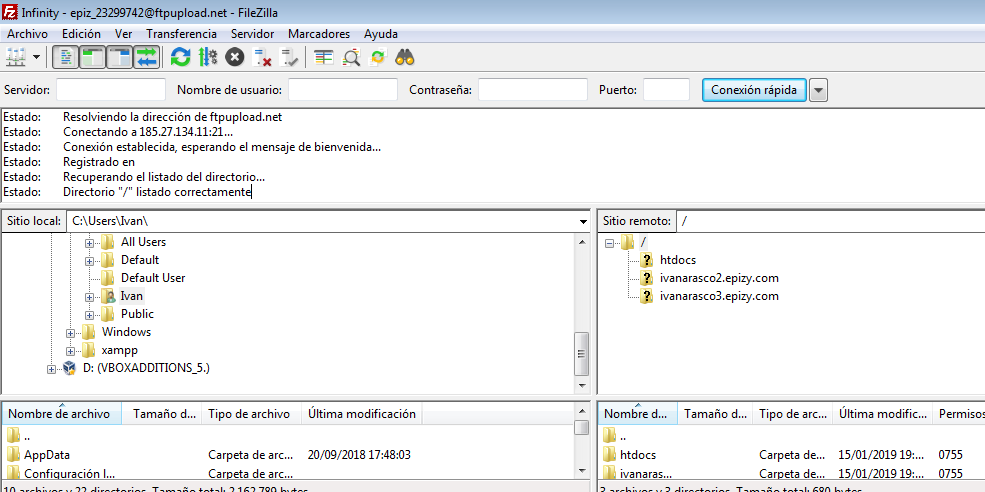 Infinity - epiz_23299742@ftpupload.net - FileZilla
Archivo Edición Ver Transferencia Servidor Marcadores Ayuda
Servidor: Nombre de usuario: Contraseña: Puerto: Conexión rápida
Estado: Resolviendo la dirección de ftpupload.net
Estado: Conectando a 185.27.134.11:21...
Estado: Conexión establecida, esperando el mensaje de bienvenida...
Estado: Registrado en
Estado: Recuperando el listado del directorio...
Estado: Directorio "/" listado correctamente
Sitio local: C:\Users\Ivan\
All Users
Default
Default User
Ivan
Public
Windows
xampp
D: (VBOXADDITIONS_5.)
Sitio remoto: /
/
htdocs
ivanarasco2.epizy.com
ivanarasco3.epizy.com
Nombre de archivo Tamaño d... Tipo de archivo Última modificación
..
AppData Carpeta de arc... 20/09/2018 17:48:03
Configuración l... Carpeta de arc...
10 archivos y 22 directorios. Tamaño total: 2.162.789 bytes
Nombre d... Tamaño d... Tipo de arc... Última modific... Permisos
..
htdocs Carpeta de... 15/01/2019 19:... 0755
ivanaras... Carpeta de... 15/01/2019 19:... 0755
3 archivos y 3 directorios. Tamaño total: 680 bytes